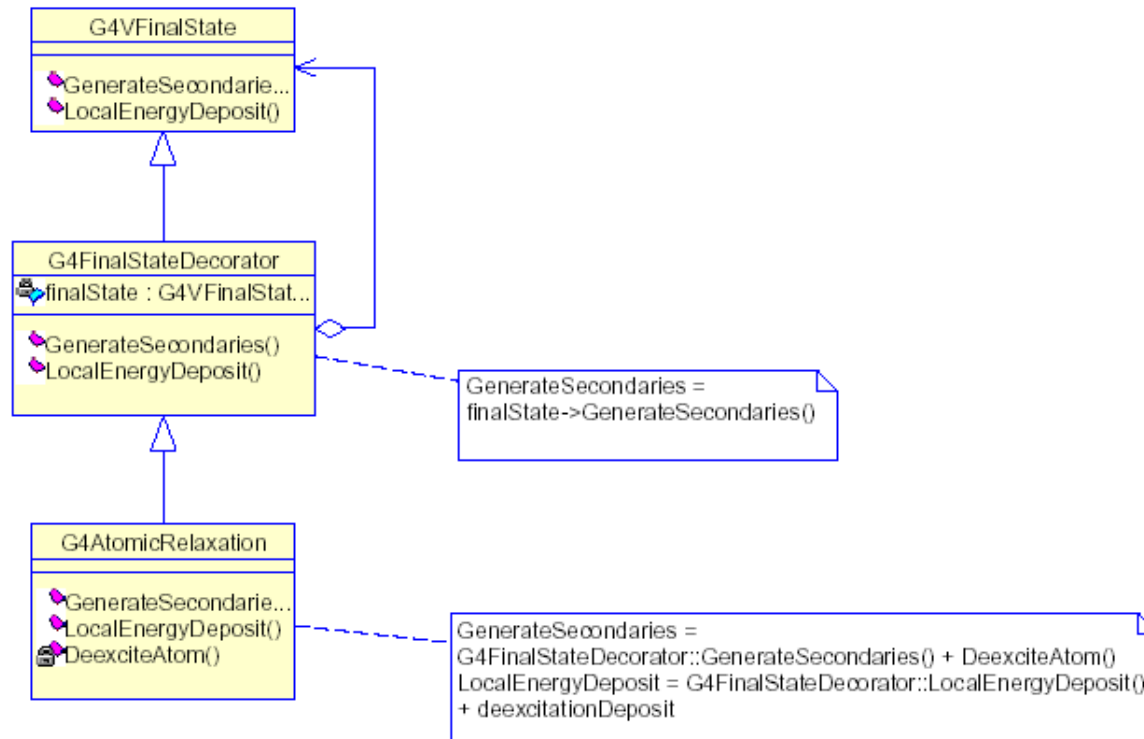 G4VFinalState
GenerateSecondarie...
LocalEnergyDeposit()
G4FinalStateDecorator
finalState : G4VFinalStat...
GenerateSecondaries()
LocalEnergyDeposit()
GenerateSecondaries =
finalState->GenerateSecondaries()
G4AtomicRelaxation
GenerateSecondarie...
LocalEnergyDeposit()
DeexciteAtom()
GenerateSecondaries =
G4FinalStateDecorator::GenerateSecondaries() + DeexciteAtom()
LocalEnergyDeposit = G4FinalStateDecorator::LocalEnergyDeposit()
+ deexcitationDeposit